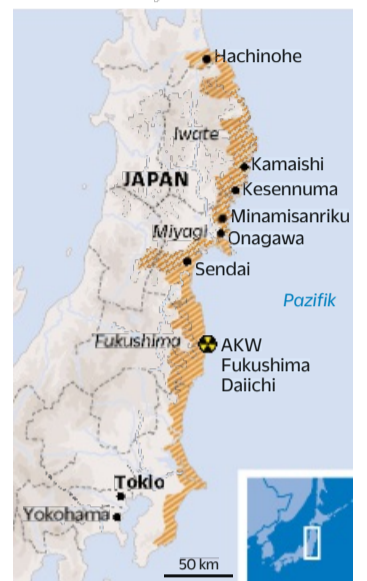 Hachinohe
Iwate
Kamaishi
JAPAN
Kesennuma
Minamisanriku
Miyagi
Onagawa
Sendai
Pazifik
Fukushima
AKW
Fukushima
Daiichi
Tokio
Yokohama
50 km